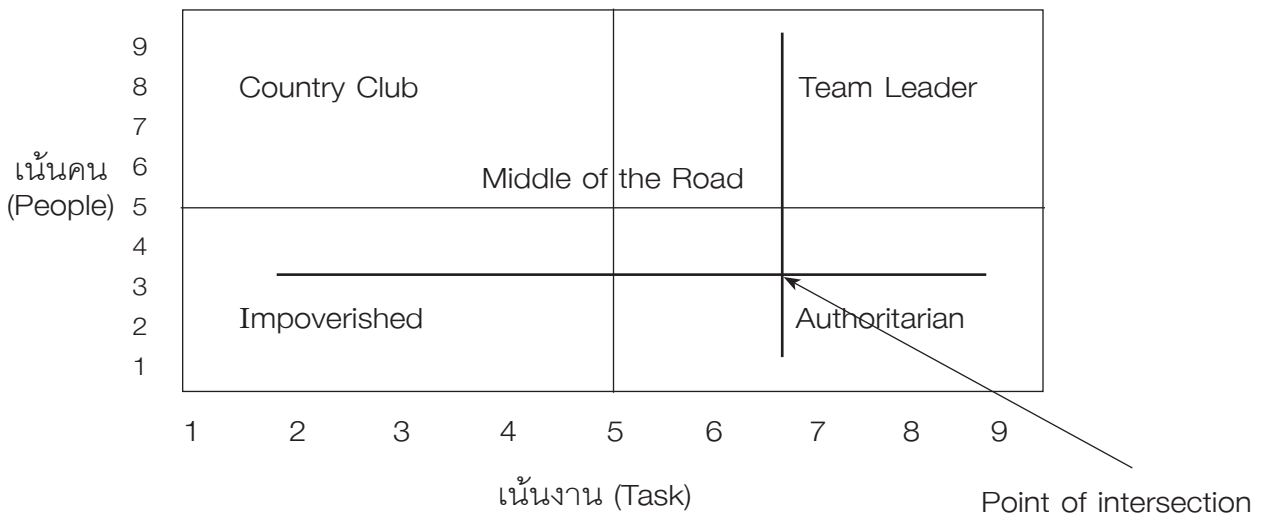 9
8
Country Club
Team Leader
7
เน้นคน
(People)
6
Middle of the Road
5
4
3
2
Impoverished
Authoritarian
1
1 2 3 4 5 6 7 8 9
เน้นงาน (Task)
Point of intersection